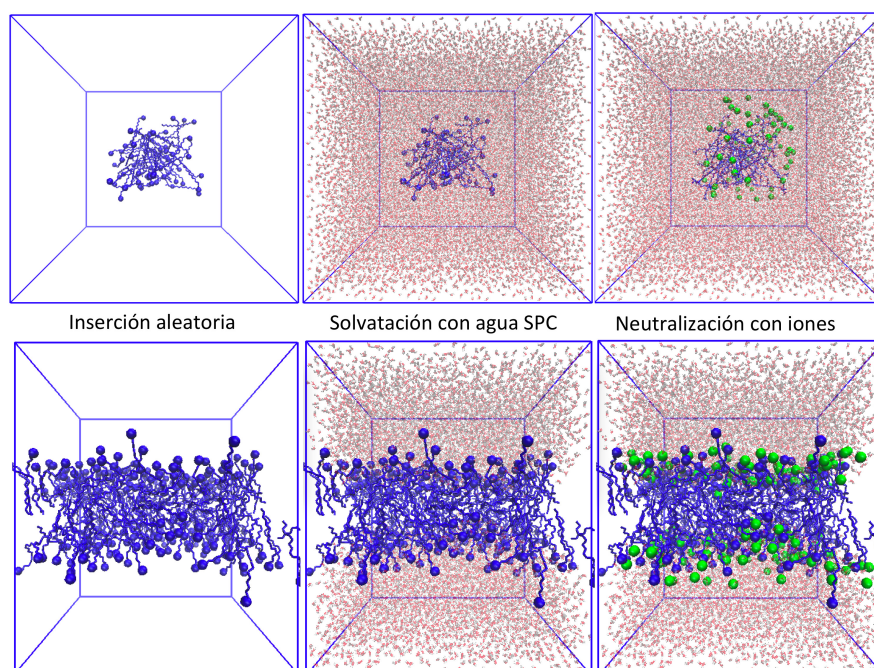 Inserción aleatoria
Solvatación con agua SPC
Neutralización con iones